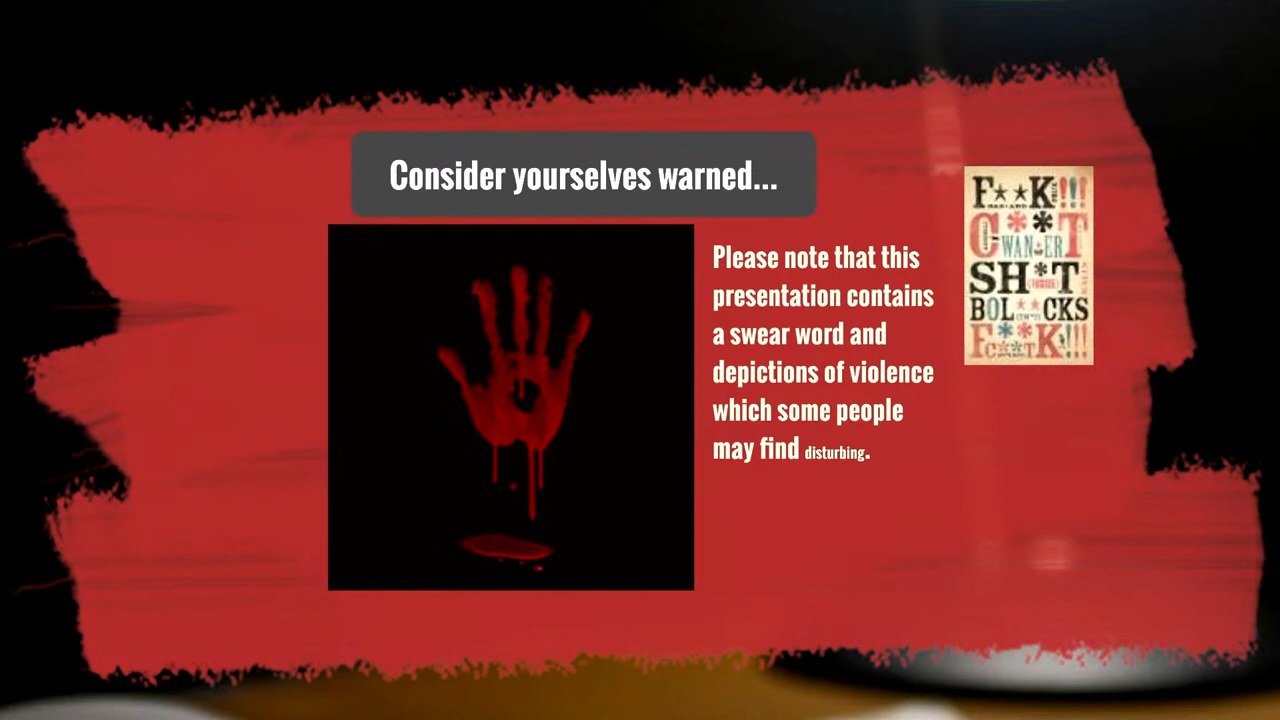 Consider yourselves warned...
Please note that this
presentation contains
a swear word and
depictions of violence
which some people
may find disturbing.
F**K!!!
C**T
WAN*ER
SH*T
BOL**CKS
F**K!!!